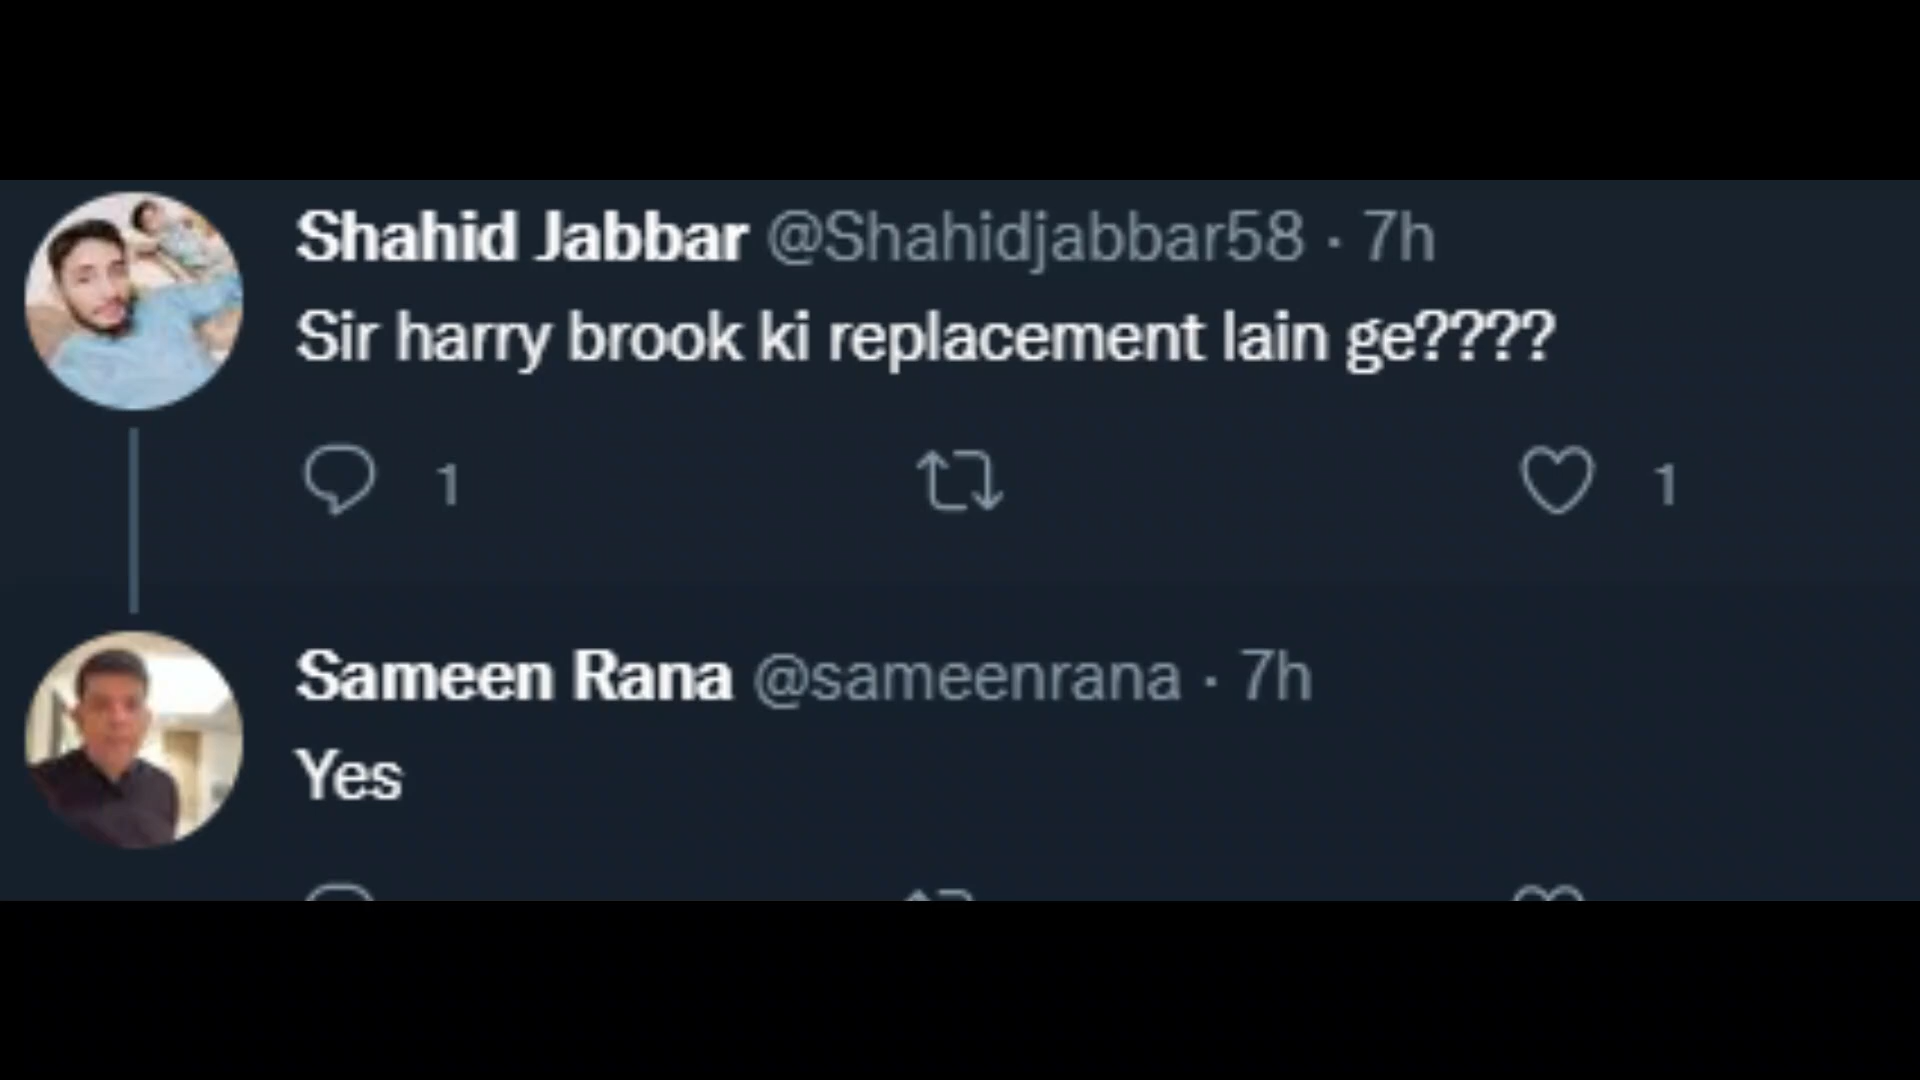 Shahid Jabbar @Shahidjabbar58 · 7h
Sir harry brook ki replacement lain ge????
1 1
Sameen Rana @sameenrana · 7h
Yes